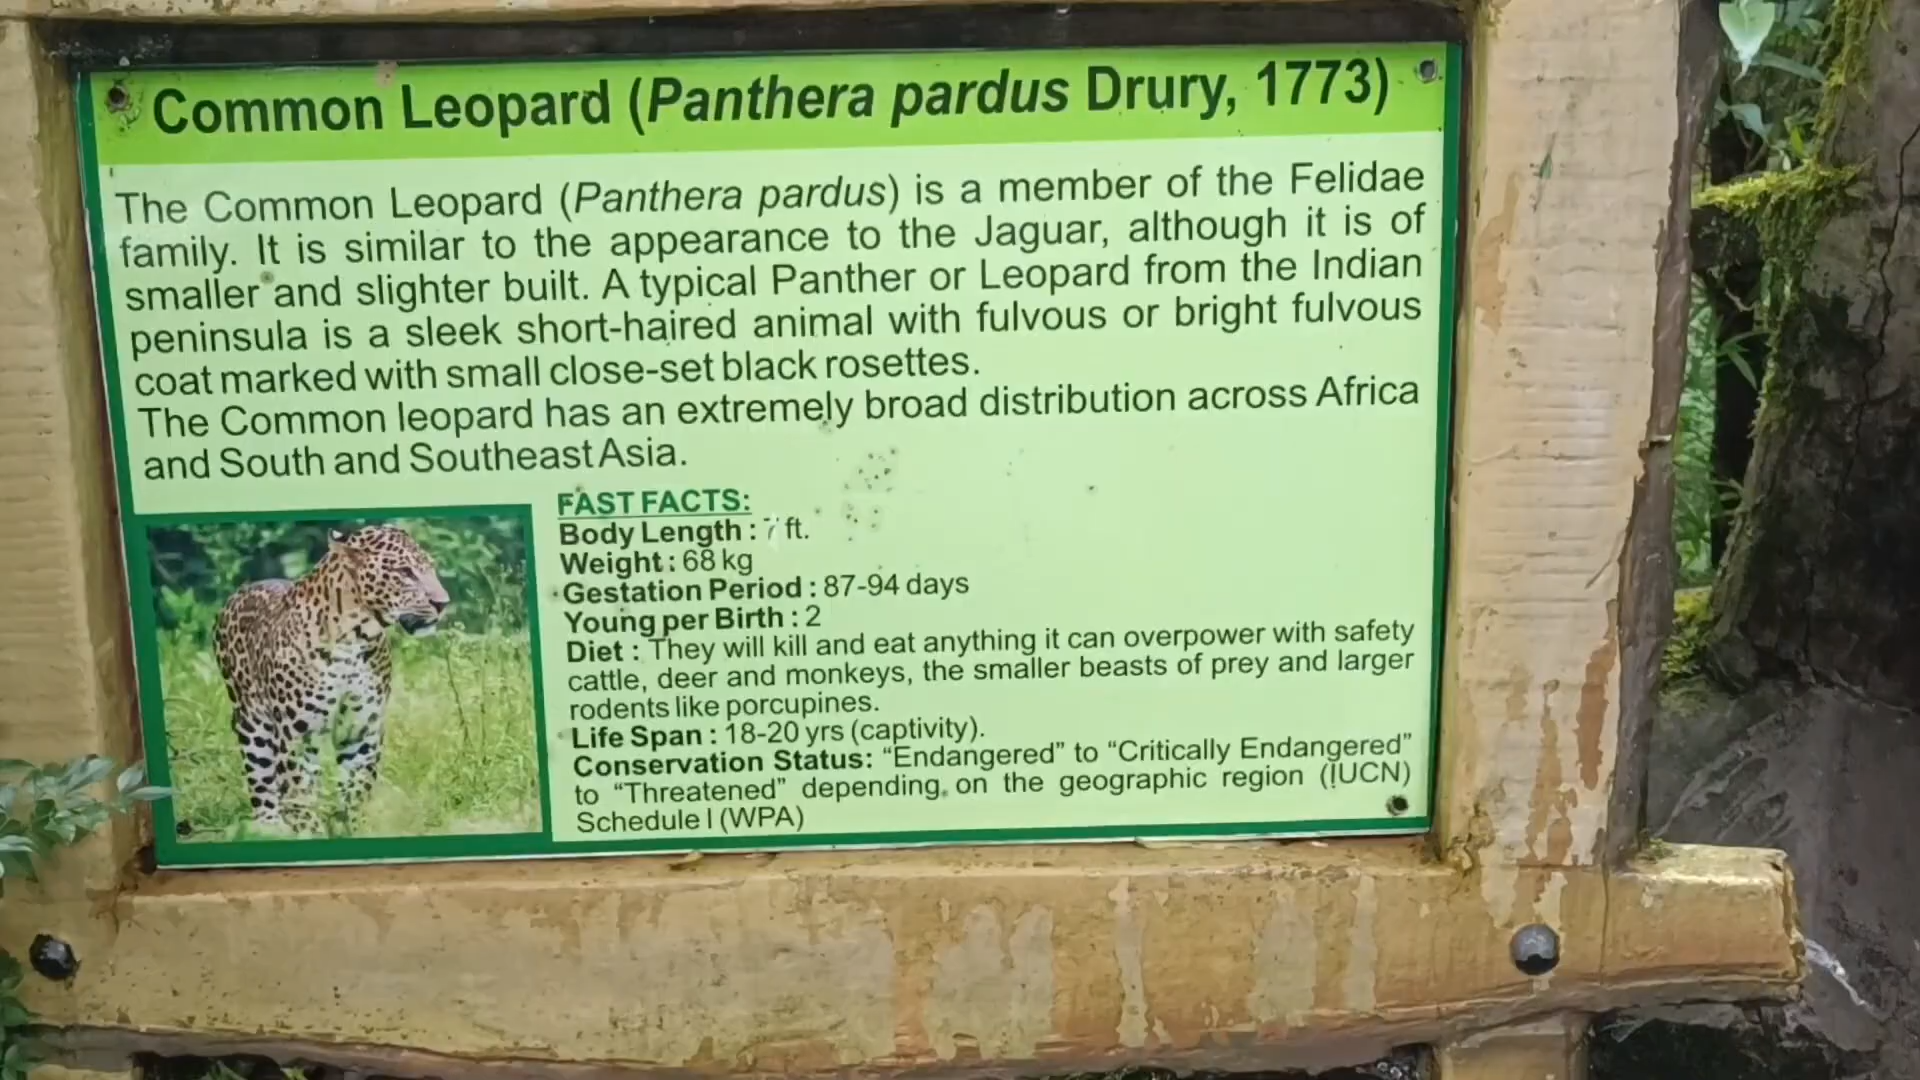 Common Leopard (Panthera pardus Drury, 1773)
The Common Leopard (Panthera pardus) is a member of the Felidae
family. It is similar to the appearance to the Jaguar, although it is of
smaller and slighter built. A typical Panther or Leopard from the Indian
peninsula is a sleek short-haired animal with fulvous or bright fulvous
coat marked with small close-set black rosettes.
The Common leopard has an extremely broad distribution across Africa
and South and Southeast Asia.
FAST FACTS:
Body Length : 7 ft.
Weight : 68 kg
Gestation Period : 87-94 days
Young per Birth : 2
Diet : They will kill and eat anything it can overpower with safety
cattle, deer and monkeys, the smaller beasts of prey and larger
rodents like porcupines.
Life Span : 18-20 yrs (captivity).
Conservation Status: “Endangered” to “Critically Endangered”
to “Threatened” depending on the geographic region (IUCN)
Schedule I (WPA)